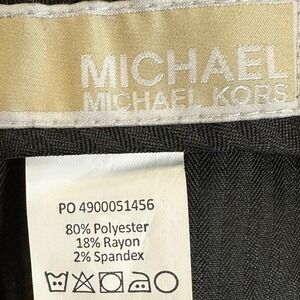 MICHAEL
MICHAEL KORS
PO 4900051456
80% Polyester
18% Rayon
2% Spandex